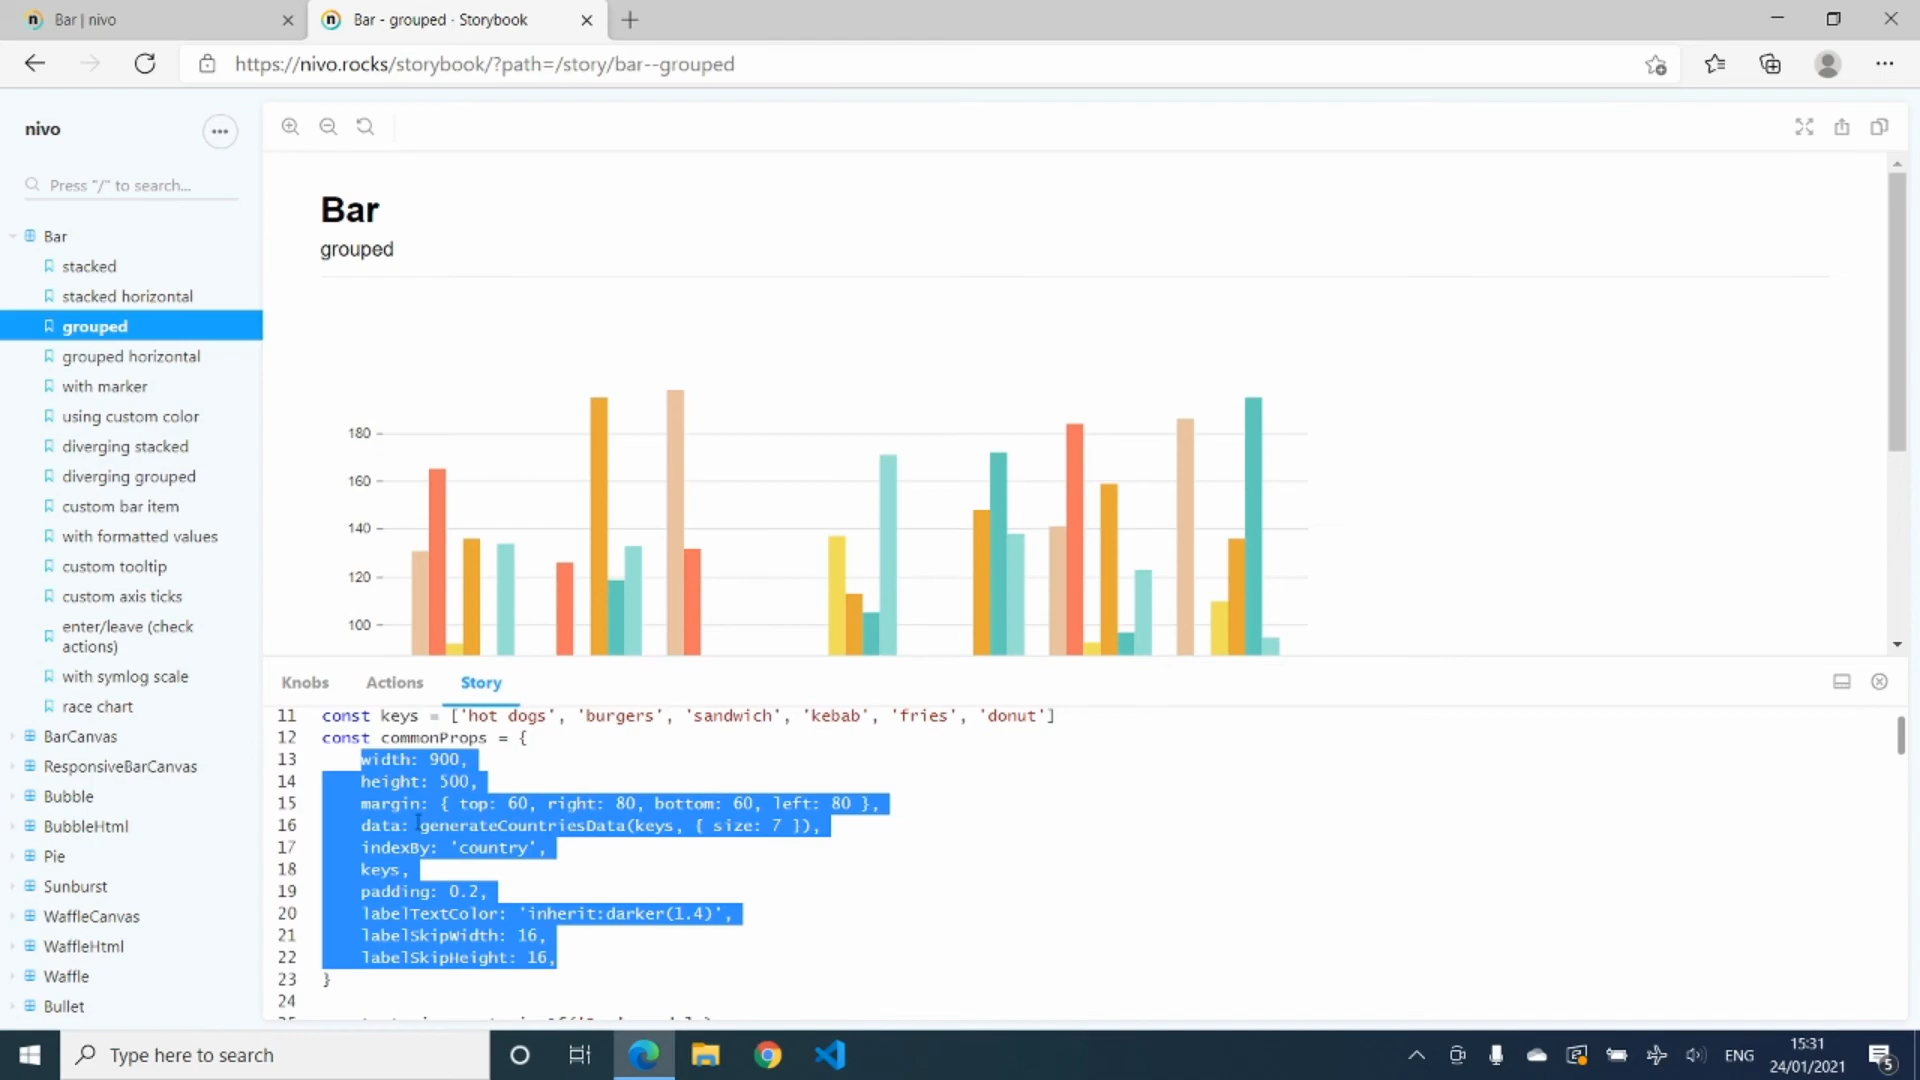 Bar | nivo
Bar - grouped · Storybook
https://nivo.rocks/storybook/?path=/story/bar--grouped
nivo
Press "/" to search...
Bar
stacked
stacked horizontal
grouped
grouped horizontal
with marker
using custom color
diverging stacked
diverging grouped
custom bar item
with formatted values
custom tooltip
custom axis ticks
enter/leave (check
actions)
with symlog scale
race chart
BarCanvas
ResponsiveBarCanvas
Bubble
BubbleHtml
Pie
Sunburst
WaffleCanvas
WaffleHtml
Waffle
Bullet
Bar
grouped
180
160
140
120
100
Knobs Actions Story
11 const keys = ['hot dogs', 'burgers', 'sandwich', 'kebab', 'fries', 'donut']
12 const commonProps = {
13 width: 900,
14 height: 500,
15 margin: { top: 60, right: 80, bottom: 60, left: 80 },
16 data: generateCountriesData(keys, { size: 7 }),
17 indexBy: 'country',
18 keys,
19 padding: 0.2,
20 labelTextColor: 'inherit:darker(1.4)',
21 labelSkipWidth: 16,
22 labelSkipHeight: 16,
23 }
24
Type here to search
ENG
15:31
24/01/2021
5